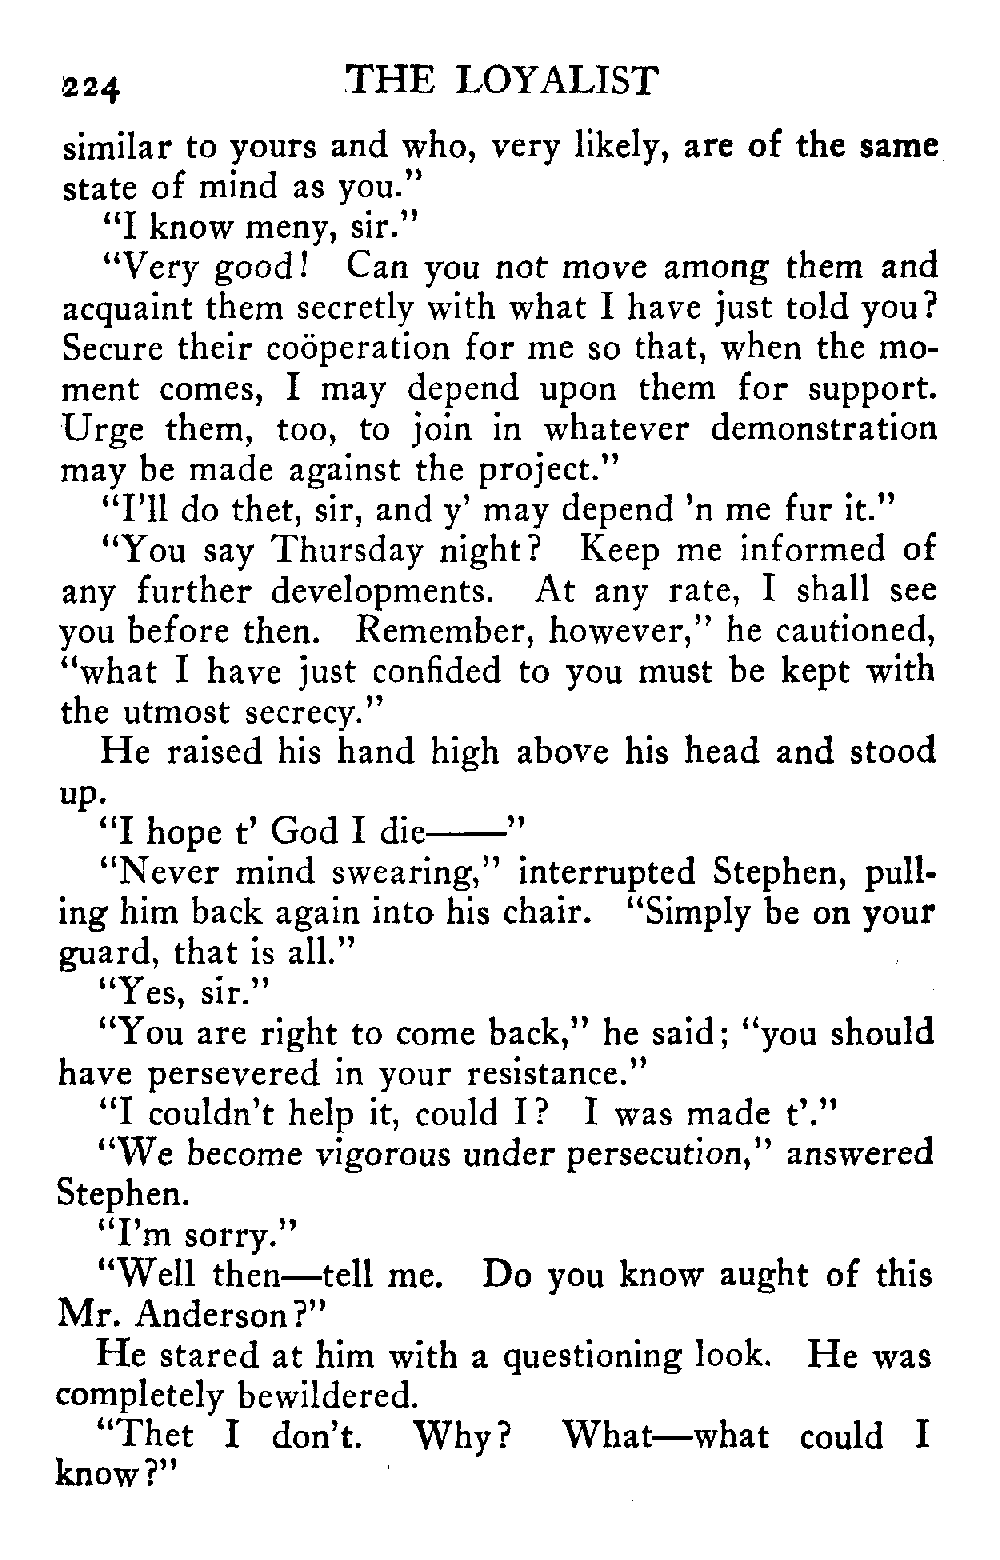 224 THE LOYALIST
similar to yours and who, very likely, are of the same
state of mind as you."
"I know meny, sir."
"Very good! Can you not move among them and
acquaint them secretly with what I have just told you?
Secure their coöperation for me so that, when the mo-
ment comes, I may depend upon them for support.
Urge them, too, to join in whatever demonstration
may be made against the project."
"I'll do thet, sir, and y' may depend 'n me fur it."
"You say Thursday night? Keep me informed of
any further developments. At any rate, I shall see
you before then. Remember, however," he cautioned,
"what I have just confided to you must be kept with
the utmost secrecy."
He raised his hand high above his head and stood
up.
"I hope t' God I die——"
"Never mind swearing," interrupted Stephen, pull-
ing him back again into his chair. "Simply be on your
guard, that is all."
"Yes, sir."
"You are right to come back," he said; "you should
have persevered in your resistance."
"I couldn't help it, could I? I was made t'."
"We become vigorous under persecution," answered
Stephen.
"I'm sorry."
"Well then—tell me. Do you know aught of this
Mr. Anderson?"
He stared at him with a questioning look. He was
completely bewildered.
"Thet I don't. Why? What—what could I
know?"